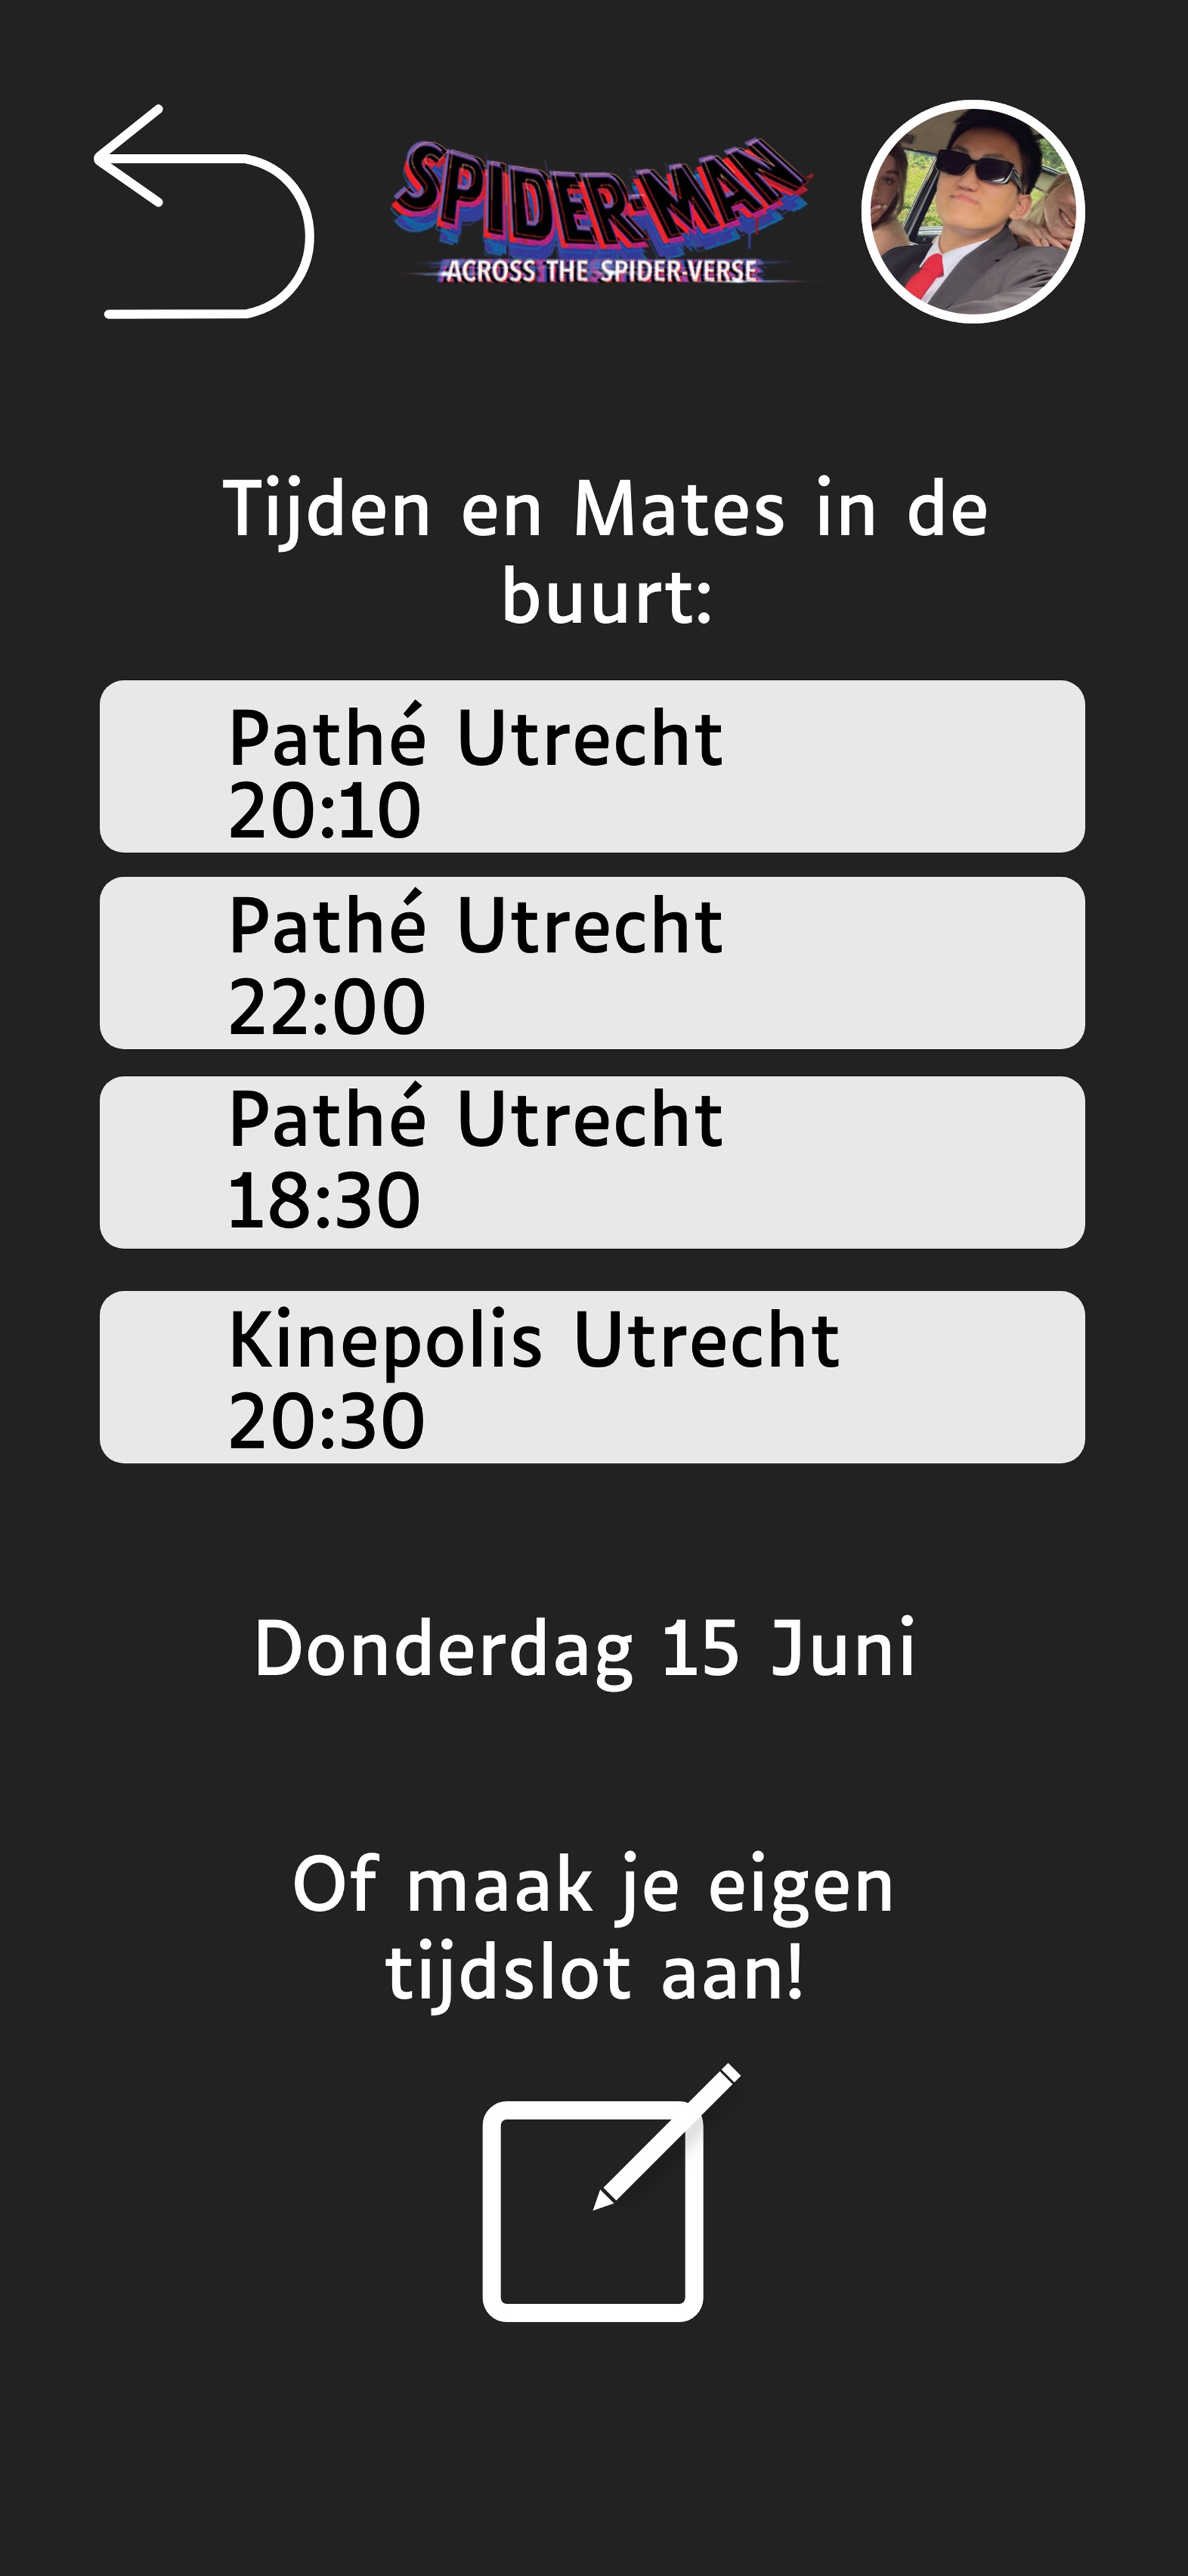 SPIDER-MAN
ACROSS THE SPIDER-VERSE
Tijden en Mates in de
buurt:
Pathé Utrecht
20:10
Pathé Utrecht
22:00
Pathé Utrecht
18:30
Kinepolis Utrecht
20:30
Donderdag 15 Juni
Of maak je eigen
tijdslot aan!